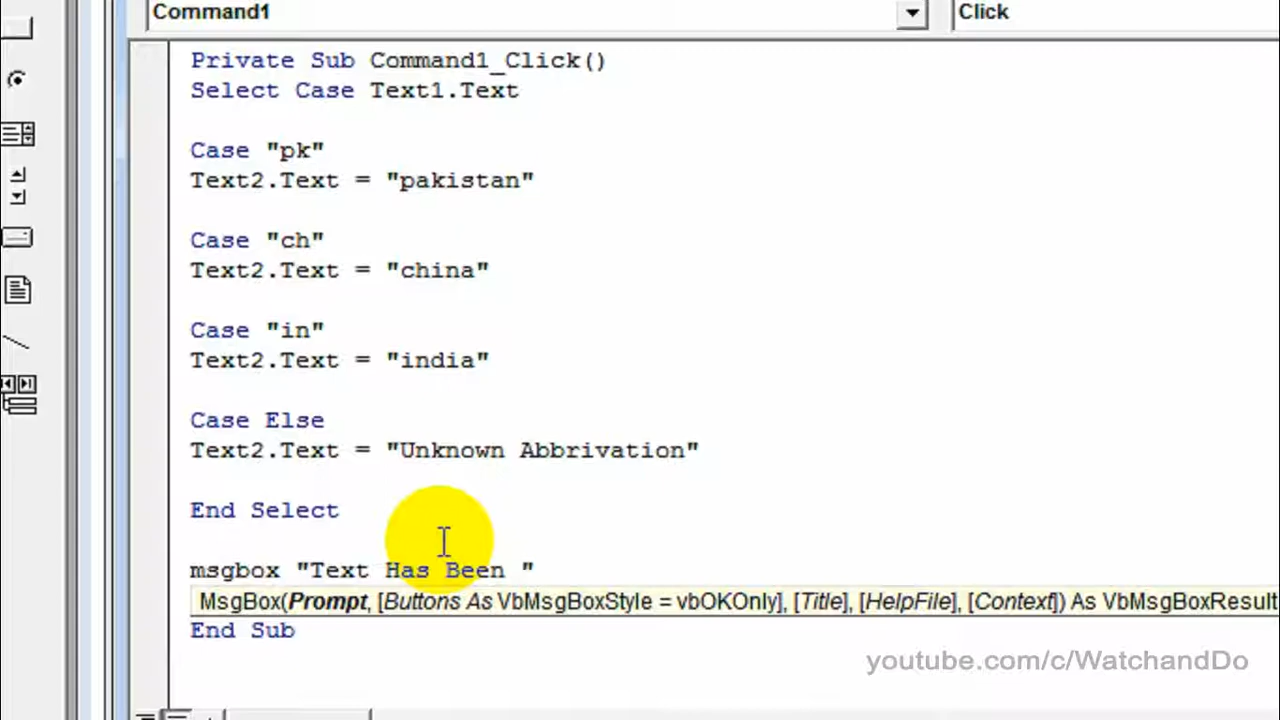 Command1 Click
Private Sub Command1_Click()
Select Case Text1.Text
Case "pk"
Text2.Text = "pakistan"
Case "ch"
Text2.Text = "china"
Case "in"
Text2.Text = "india"
Case Else
Text2.Text = "Unknown Abbrivation"
End Select
msgbox "Text Has Been "
MsgBox(Prompt, [Buttons As VbMsgBoxStyle = vbOKOnly], [Title], [HelpFile], [Context]) As VbMsgBoxResult
End Sub
youtube.com/c/WatchandDo